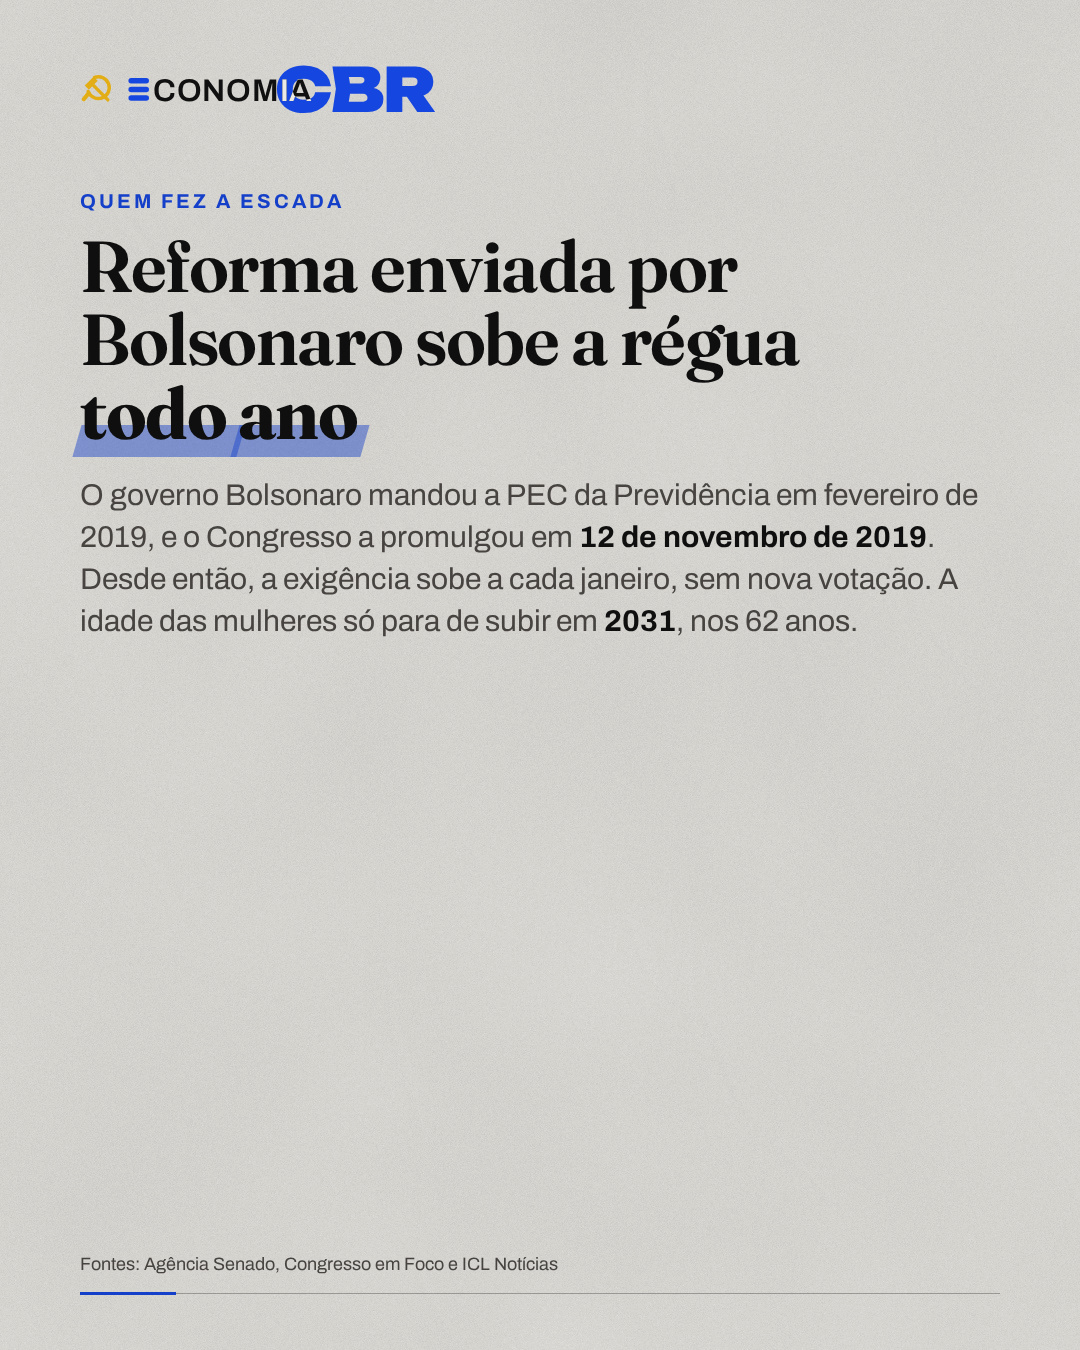 ECONOMIA CBR
QUEM FEZ A ESCADA
Reforma enviada por
Bolsonaro sobe a régua
todo ano
O governo Bolsonaro mandou a PEC da Previdência em fevereiro de
2019, e o Congresso a promulgou em 12 de novembro de 2019.
Desde então, a exigência sobe a cada janeiro, sem nova votação. A
idade das mulheres só para de subir em 2031, nos 62 anos.
Fontes: Agência Senado, Congresso em Foco e ICL Notícias